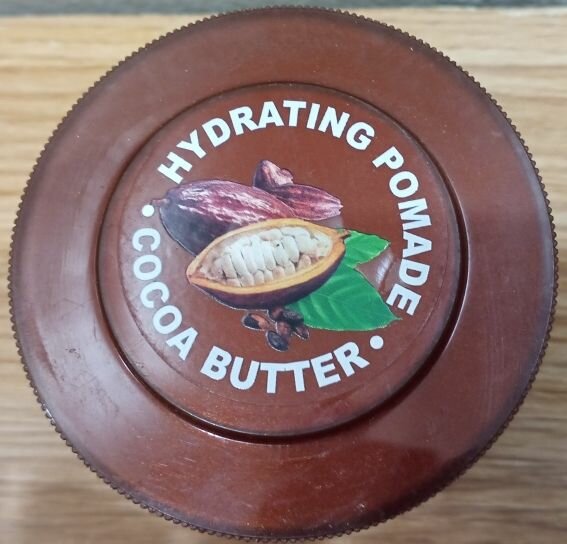 HYDRATING POMADE
• COCOA BUTTER •